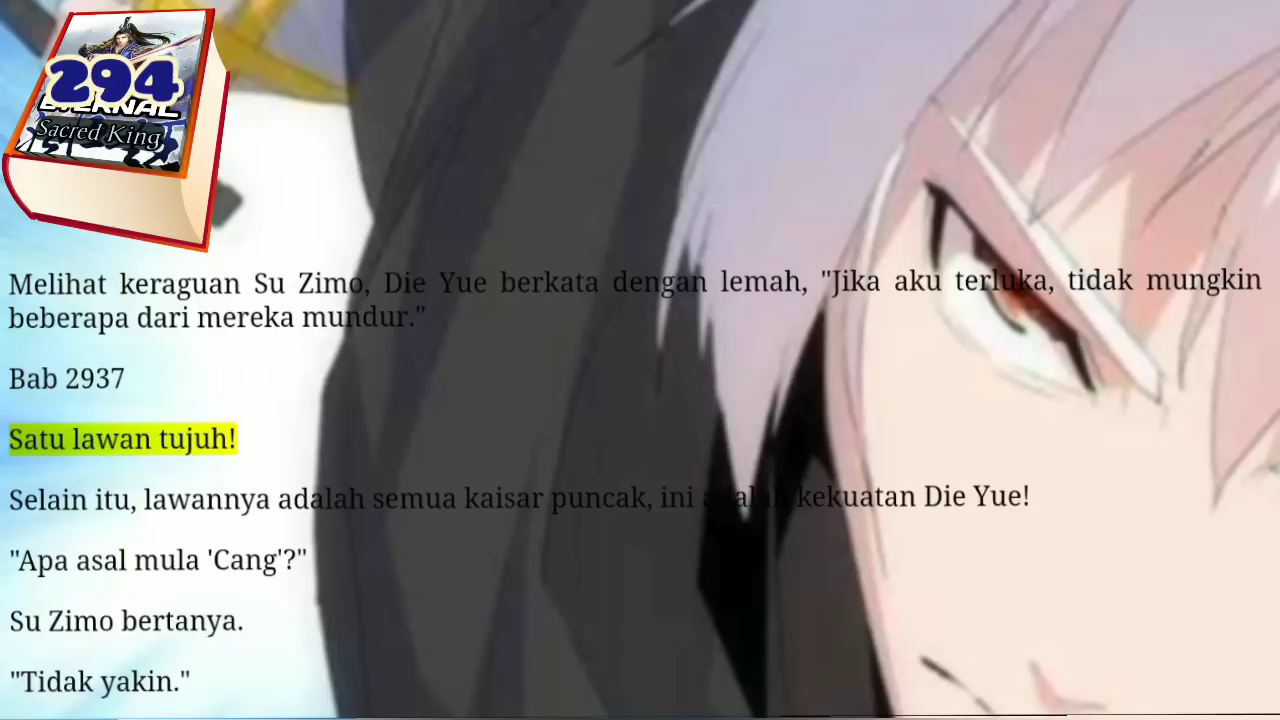 294
ETERNAL
Sacred King
Melihat keraguan Su Zimo, Die Yue berkata dengan lemah, "Jika aku terluka, tidak mungkin
beberapa dari mereka mundur."
Bab 2937
Satu lawan tujuh!
Selain itu, lawannya adalah semua kaisar puncak, ini adalah kekuatan Die Yue!
"Apa asal mula 'Cang'?"
Su Zimo bertanya.
"Tidak yakin."